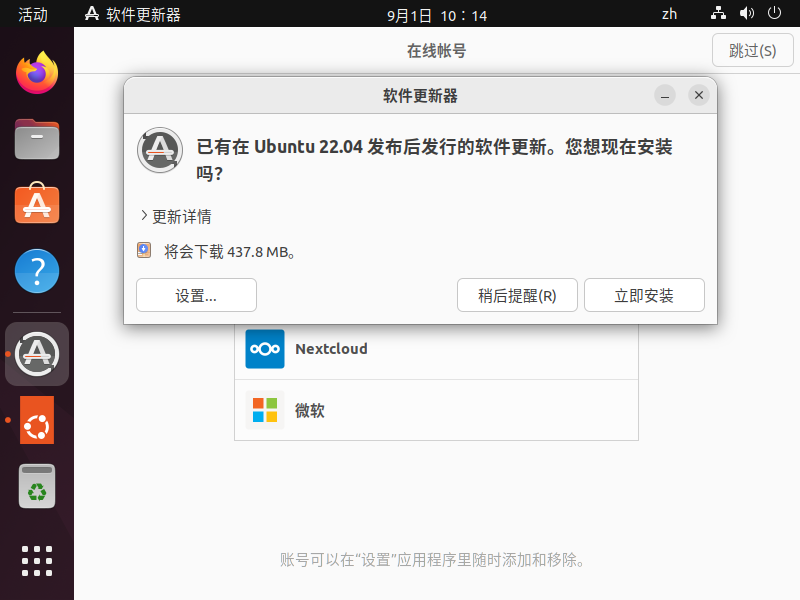 活动
软件更新器
9月1日 10：14
zh
在线帐号
跳过(S)
软件更新器
已有在 Ubuntu 22.04 发布后发行的软件更新。您想现在安装
吗？
更新详情
将会下载 437.8 MB。
设置...
稍后提醒(R)
立即安装
Nextcloud
微软
账号可以在“设置”应用程序里随时添加和移除。